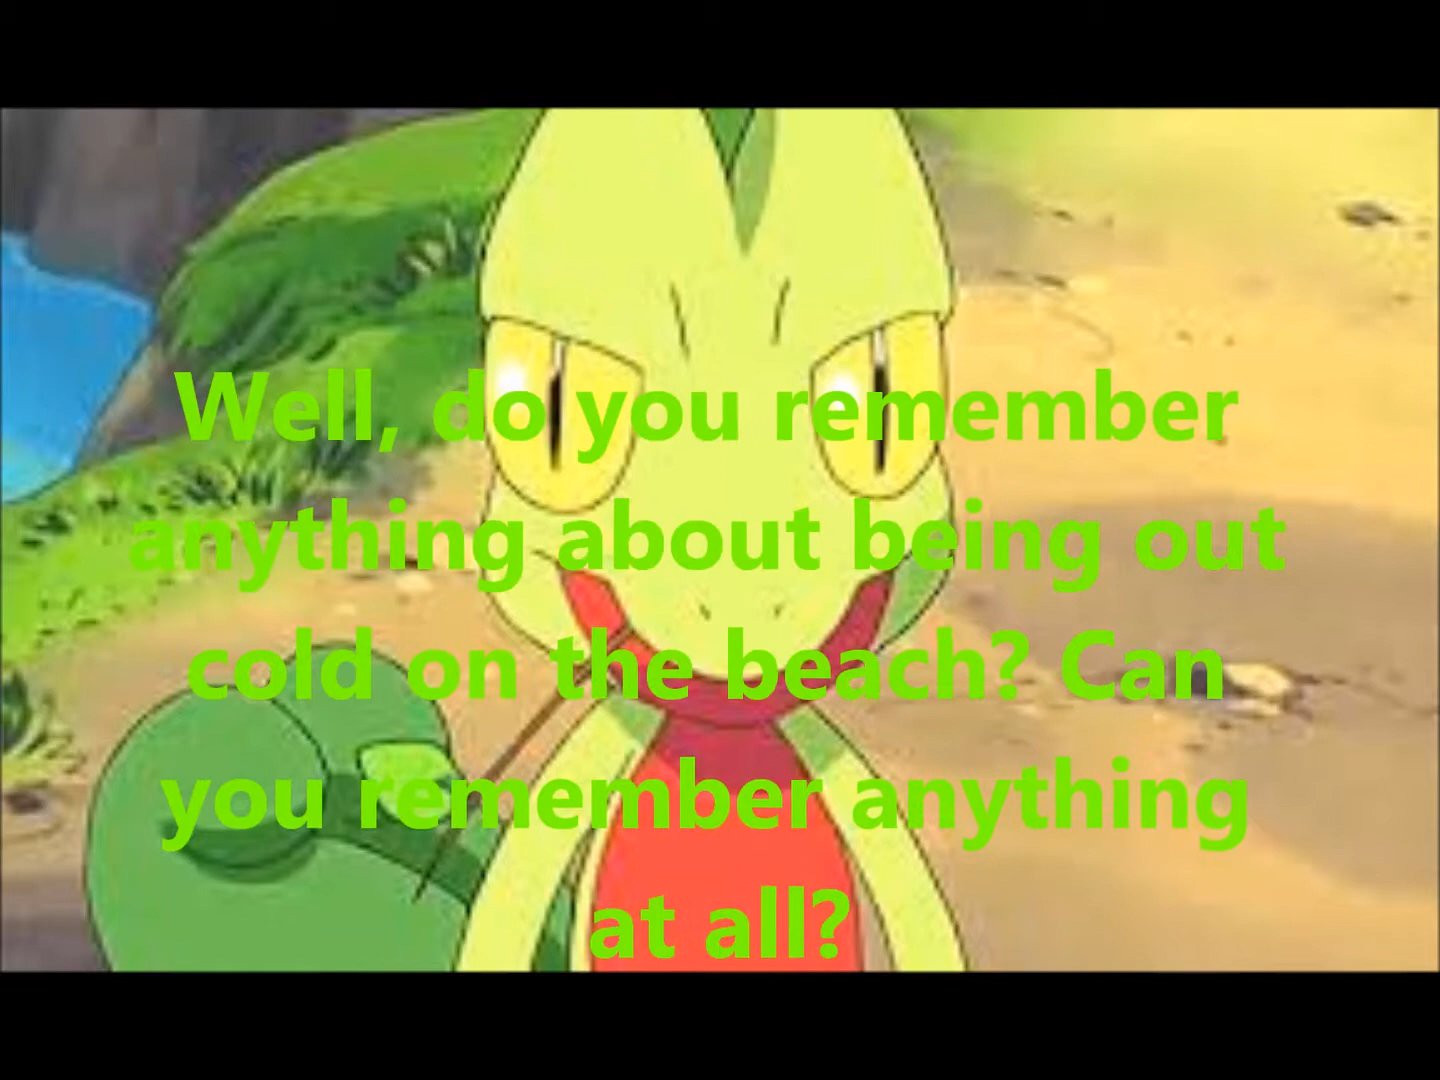 Well, do you remember
anything about being out
cold on the beach? Can
you remember anything
at all?